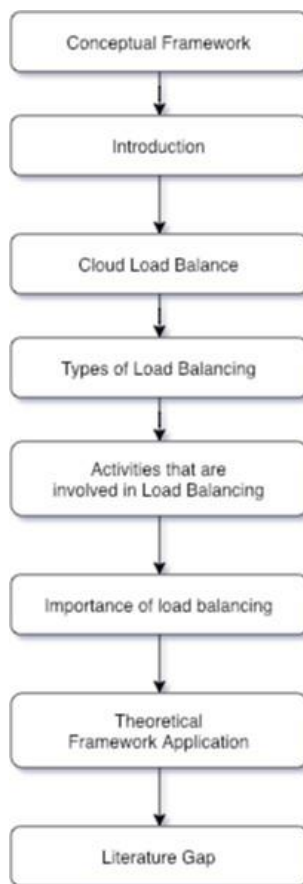 Conceptual Framework
Introduction
Cloud Load Balance
Types of Load Balancing
Activities that are
involved in Load Balancing
Importance of load balancing
Theoretical
Framework Application
Literature Gap